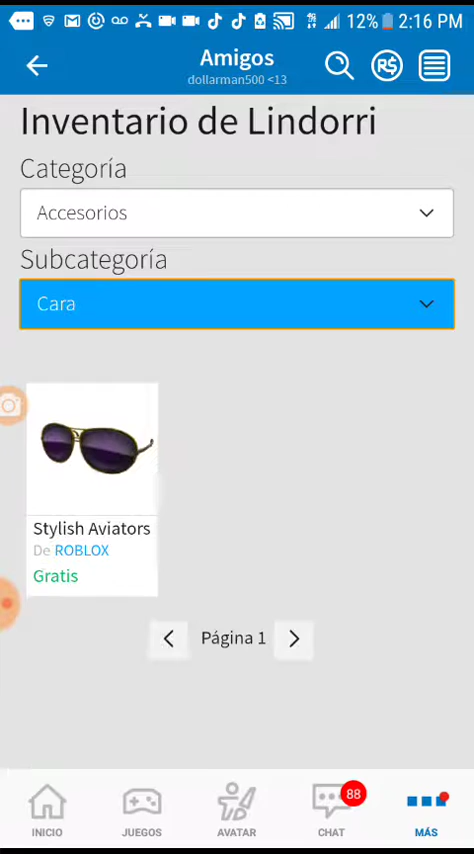 12% 2:16 PM
Amigos
dollarman500 <13
R$
Inventario de Lindorri
Categoría
Accesorios
Subcategoría
Cara
Stylish Aviators
De ROBLOX
Gratis
Página 1
88
INICIO JUEGOS AVATAR CHAT MÁS